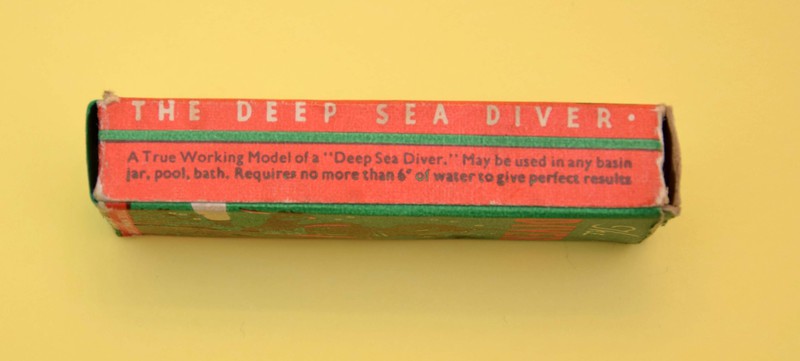 THE DEEP SEA DIVER.
A True Working Model of a "Deep Sea Diver." May be used in any basin
jar, pool, bath. Requires no more than 6" of water to give perfect results